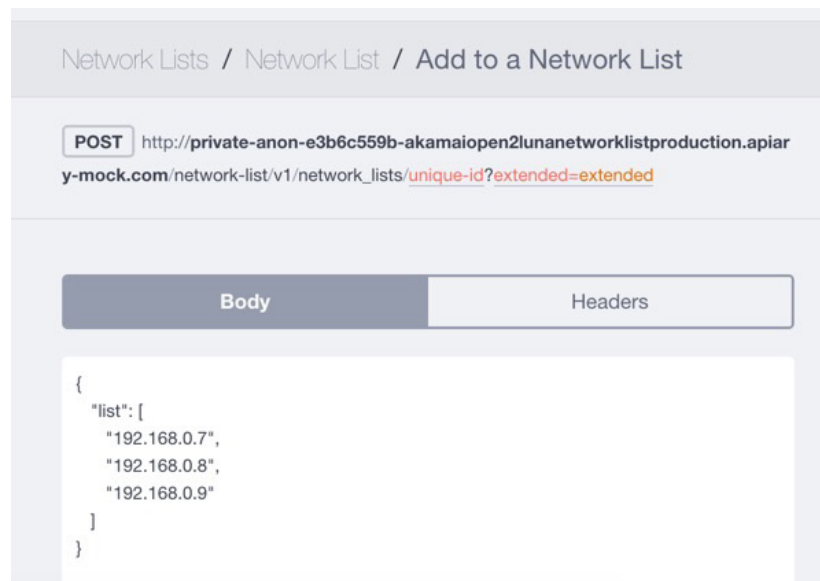 Network Lists / Network List / Add to a Network List
POST http://private-anon-e3b6c559b-akamaiopen2lunanetworklistproduction.apiar
y-mock.com/network-list/v1/network_lists/unique-id?extended=extended
Body Headers
{
"list": [
"192.168.0.7",
"192.168.0.8",
"192.168.0.9"
]
}